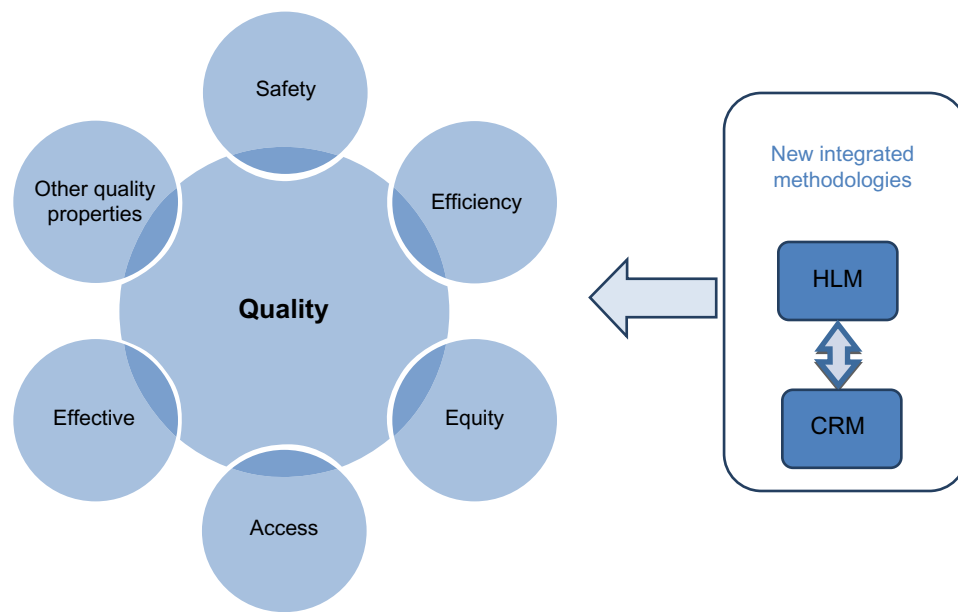 Safety
Other quality
properties
Efficiency
Quality
Effective
Equity
Access
New integrated
methodologies
HLM
CRM